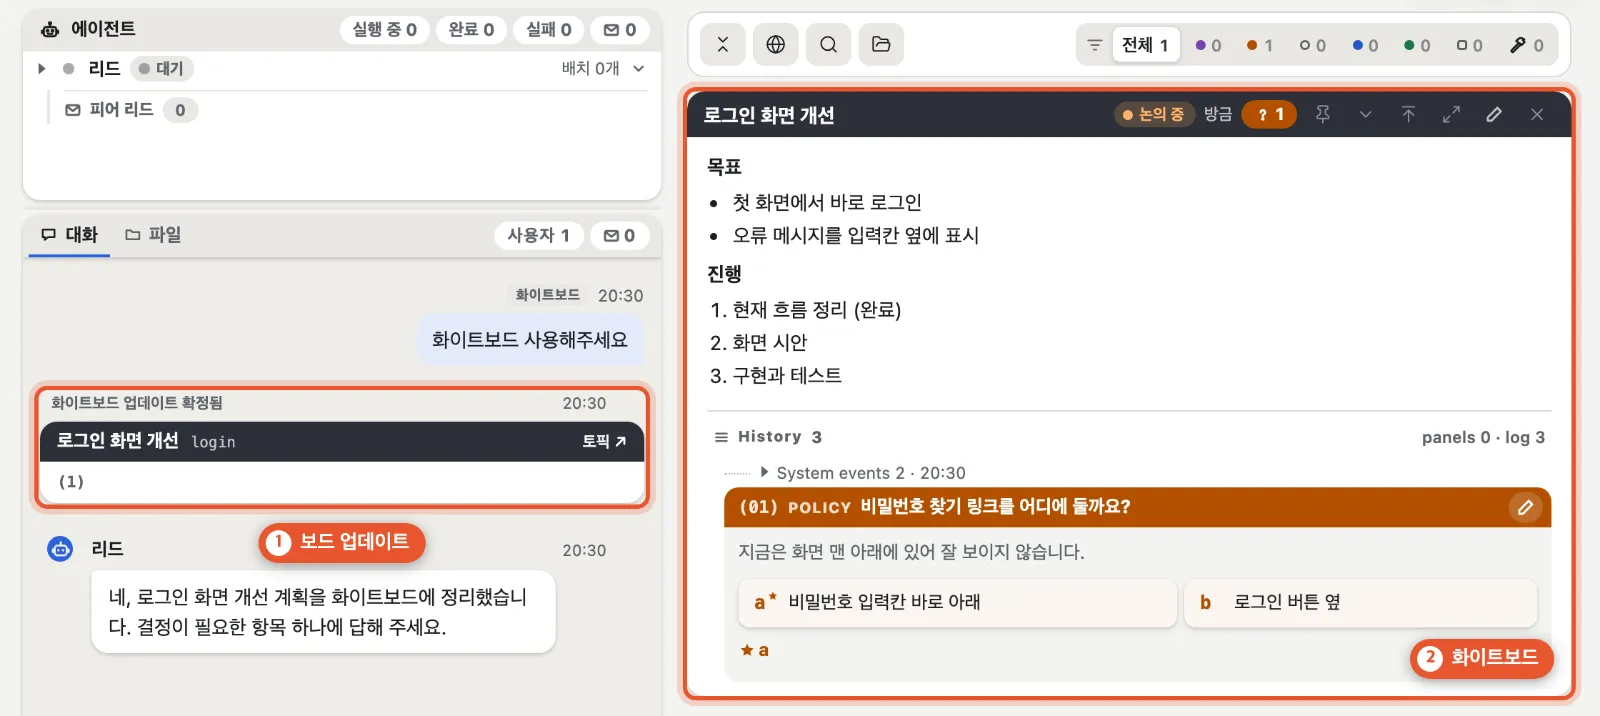 에이전트
실행 중 0
완료 0
실패 0
0
리드
대기
배치 0개
피어 리드 0
대화
파일
사용자 1
0
화이트보드 20:30
화이트보드 사용해주세요
화이트보드 업데이트 확정됨 20:30
로그인 화면 개선 login 토픽
(1)
1 보드 업데이트
리드 20:30
네, 로그인 화면 개선 계획을 화이트보드에 정리했습니
다. 결정이 필요한 항목 하나에 답해 주세요.
전체 1
0
1
0
0
0
0
0
로그인 화면 개선 논의 중 방금 ? 1
목표
• 첫 화면에서 바로 로그인
• 오류 메시지를 입력칸 옆에 표시
진행
1. 현재 흐름 정리 (완료)
2. 화면 시안
3. 구현과 테스트
History 3 panels 0 · log 3
System events 2 · 20:30
(01) POLICY 비밀번호 찾기 링크를 어디에 둘까요?
지금은 화면 맨 아래에 있어 잘 보이지 않습니다.
a★ 비밀번호 입력칸 바로 아래
b 로그인 버튼 옆
★ a
2 화이트보드